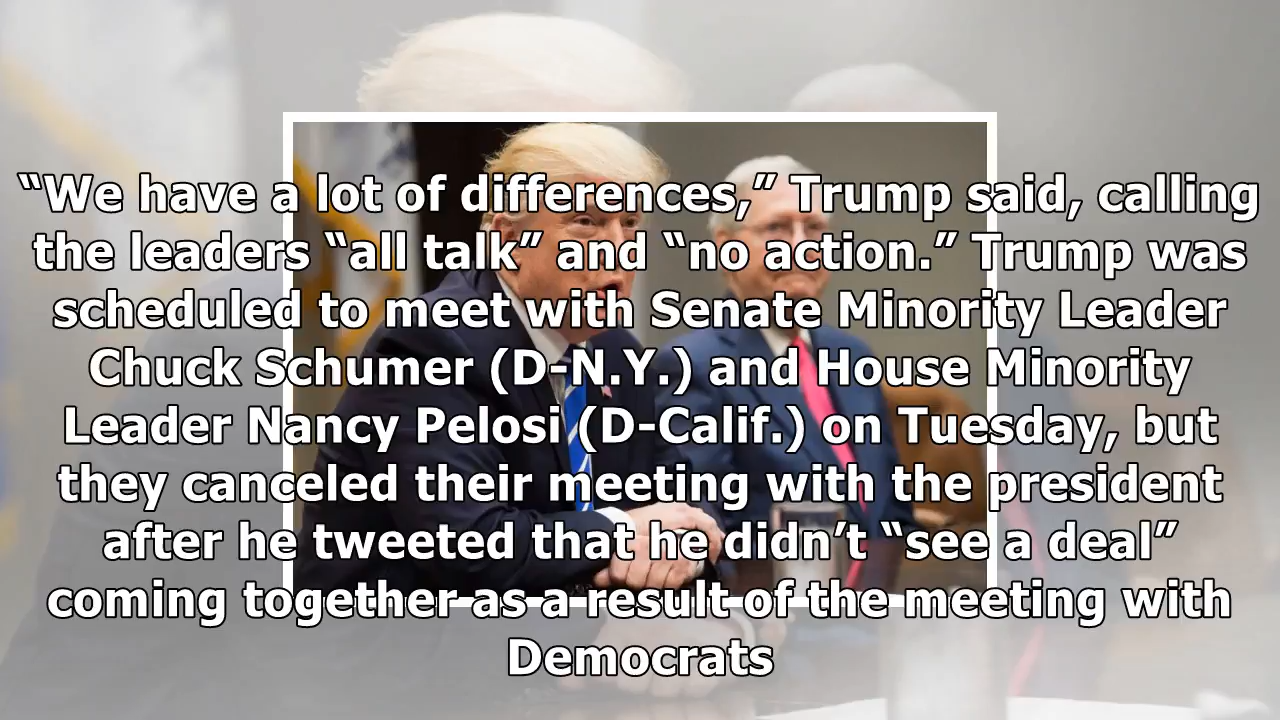 “We have a lot of differences,” Trump said, calling
the leaders “all talk” and “no action.” Trump was
scheduled to meet with Senate Minority Leader
Chuck Schumer (D-N.Y.) and House Minority
Leader Nancy Pelosi (D-Calif.) on Tuesday, but
they canceled their meeting with the president
after he tweeted that he didn’t “see a deal”
coming together as a result of the meeting with
Democrats